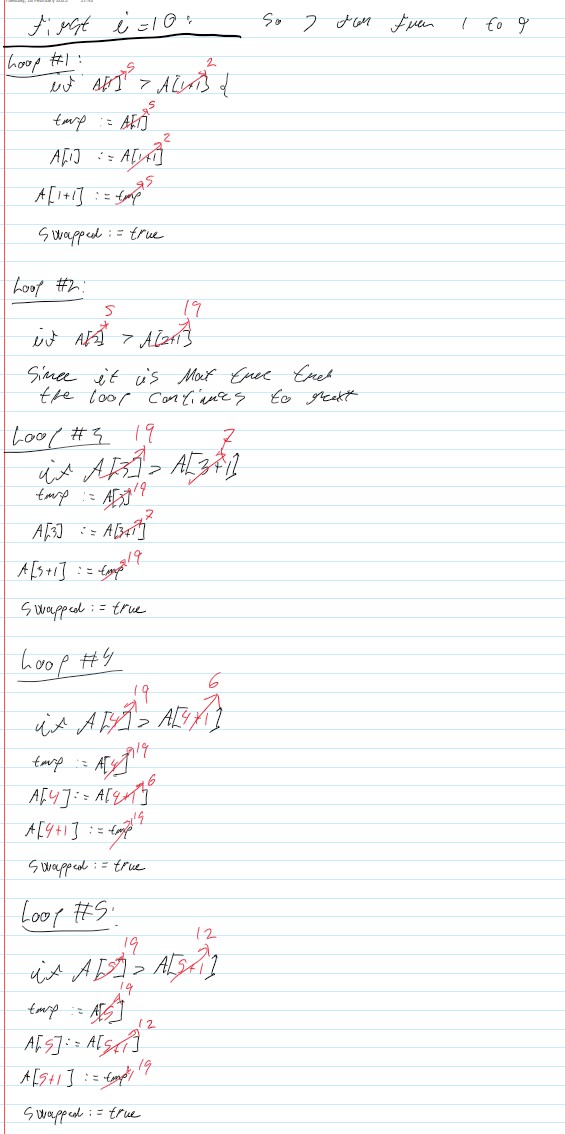 First i = 10: So J run from 1 to 9
Loop #1:
if A[1] 5 > A[1+1] 2 {
tmp := A[1] 5
A[1] := A[1+1] 2
A[1+1] := tmp 5
Swapped := true
Loop #2:
if A[2] 5 > A[2+1] 19
Since it is Not true then
the loop continues to next
Loop #3
if A[3] 19 > A[3+1] 7
tmp := A[3] 19
A[3] := A[3+1] 7
A[3+1] := tmp 19
Swapped := true
Loop #4
if A[4] 19 > A[4+1] 6
tmp := A[4] 19
A[4] := A[4+1] 6
A[4+1] := tmp 19
Swapped := true
Loop #5:
if A[5] 19 > A[5+1] 12
tmp := A[5] 19
A[5] := A[5+1] 12
A[5+1] := tmp 19
Swapped := true